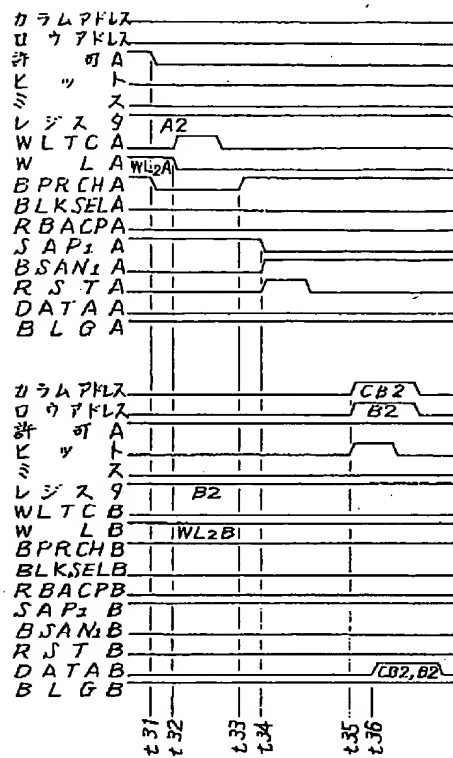 カラムアドレス
ロウアドレス
許可A
ヒット
ミス
レジスタ A2
WLTCA
WLA WL2A
BPRCHA
BLKSELA
RBACPA
SAP1A
BSAN1A
RSTA
DATAA
BLGA
カラムアドレス CB2
ロウアドレス B2
許可A
ヒット
ミス
レジスタ B2
WLTCB
WLB WL2B
BPRCHB
BLKSELB
RBACPB
SAP1B
BSAN1B
RSTB
DATAB CB2,B2
BLGB
t31 t32 t33 t34 t35 t36